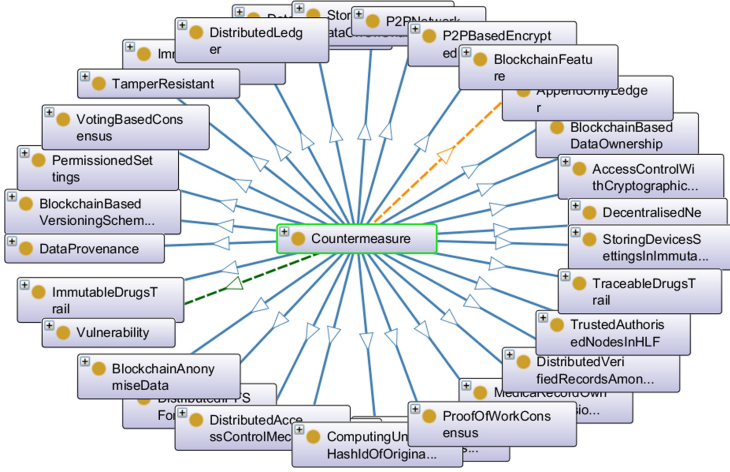 P2PNetwork
DistributedLedg
er
P2PBasedEncrypt
ed
BlockchainFeatu
re
TamperResistant
AppendOnlyLedge
r
VotingBasedCons
ensus
BlockchainBased
DataOwnership
PermissionedSet
tings
AccessControlWi
thCryptographic...
BlockchainBased
VersioningSchem...
DecentralisedNe
Countermeasure
DataProvenance
StoringDevicesS
ettingsInImmuta...
ImmutableDrugsT
rail
TraceableDrugsT
rail
Vulnerability
TrustedAuthoris
edNodesInHLF
BlockchainAnony
miseData
DistributedVeri
fiedRecordsAmon...
DistributedAcce
ssControlMec
ProofOfWorkCons
ensus
ComputingUn
HashIdOfOrigina...